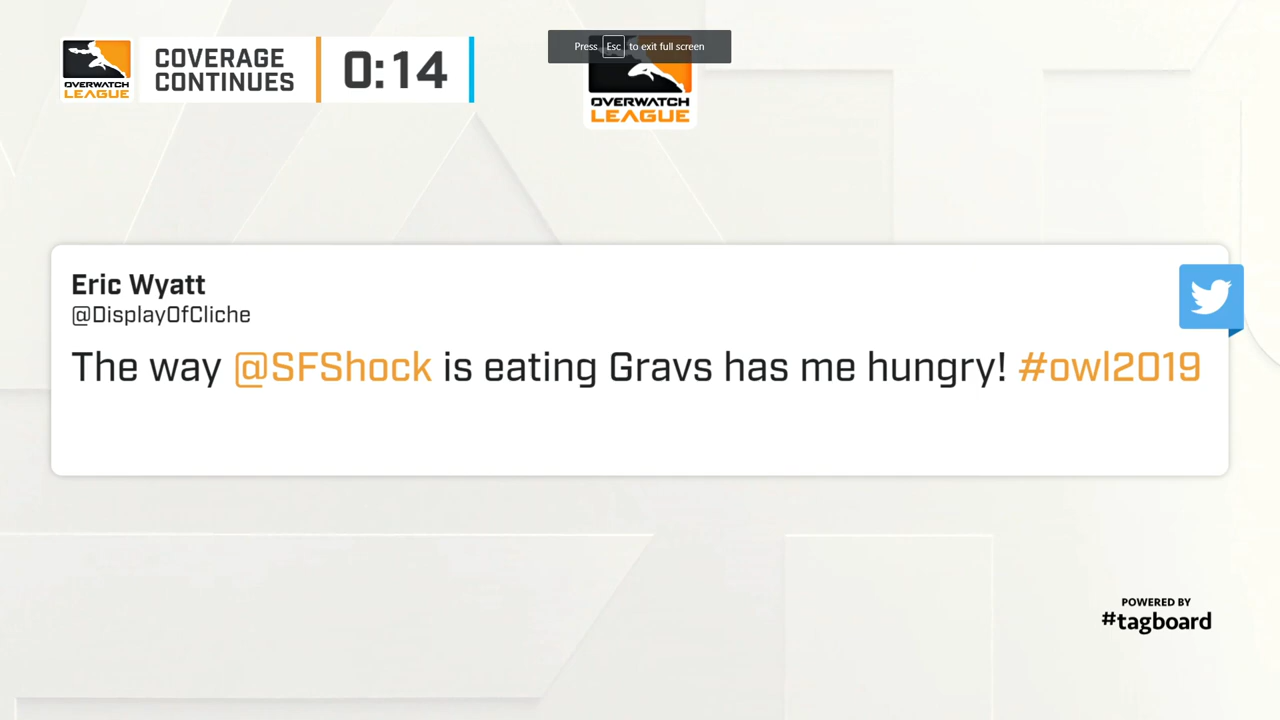 OVERWATCH
LEAGUE
COVERAGE
CONTINUES
0:14
Press Esc to exit full screen
OVERWATCH
LEAGUE
Eric Wyatt
@DisplayOfCliche
The way @SFShock is eating Gravs has me hungry! #owl2019
POWERED BY
#tagboard